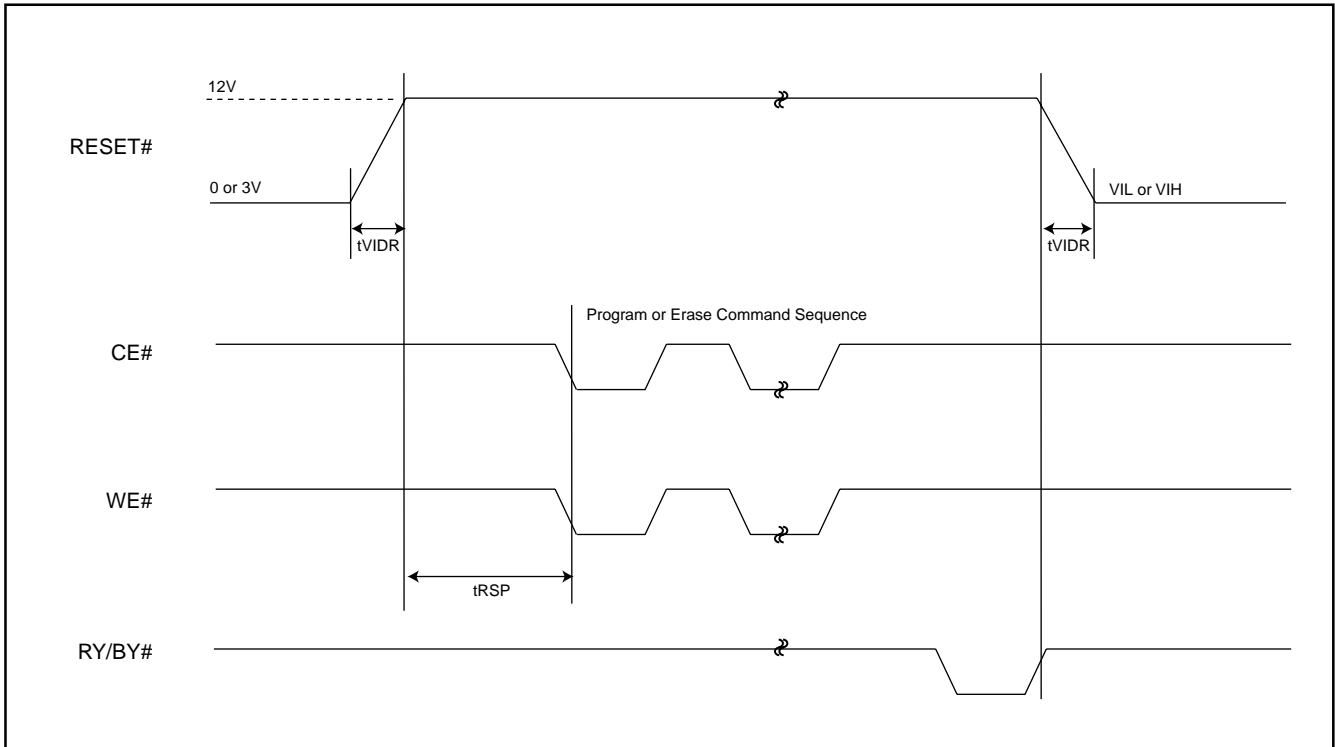 12V
RESET#
0 or 3V
VIL or VIH
tVIDR
tVIDR
Program or Erase Command Sequence
CE#
WE#
tRSP
RY/BY#